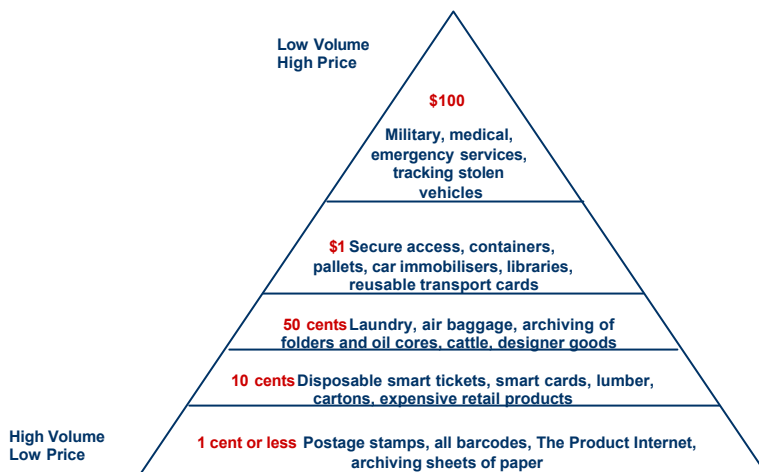 Low Volume
High Price
$100
Military, medical,
emergency services,
tracking stolen
vehicles
$1 Secure access, containers,
pallets, car immobilisers, libraries,
reusable transport cards
50 cents Laundry, air baggage, archiving of
folders and oil cores, cattle, designer goods
10 cents Disposable smart tickets, smart cards, lumber,
cartons, expensive retail products
High Volume
Low Price
1 cent or less Postage stamps, all barcodes, The Product Internet,
archiving sheets of paper